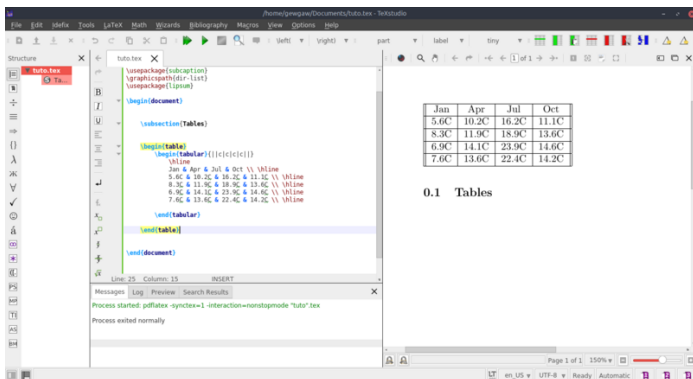 /home/gewgaw/Documents/tuto.tex - TeXstudio
File Edit Idefix Tools LaTeX Math Wizards Bibliography Macros View Options Help
\left( \right) part label tiny
Structure
tuto.tex
1 of 1
tuto.tex
Ta...
\usepackage{subcaption}
\graphicspath{dir-list}
\usepackage{lipsum}
\begin{document}
\subsection{Tables}
\begin{table}
\begin{tabular}{||c|c|c|c||}
\hline
Jan & Apr & Jul & Oct \\ \hline
5.6C & 10.2C & 16.2C & 11.1C \\ \hline
8.3C & 11.9C & 18.9C & 13.6C \\ \hline
6.9C & 14.1C & 23.9C & 14.6C \\ \hline
7.6C & 13.6C & 22.4C & 14.2C \\ \hline
\end{tabular}
\end{table}
\end{document}
Line: 25 Column: 15 INSERT
Messages Log Preview Search Results
Process started: pdflatex -synctex=1 -interaction=nonstopmode "tuto".tex
Process exited normally
Jan Apr Jul Oct
5.6C 10.2C 16.2C 11.1C
8.3C 11.9C 18.9C 13.6C
6.9C 14.1C 23.9C 14.6C
7.6C 13.6C 22.4C 14.2C
0.1 Tables
Page 1 of 1 150%
LT en_US UTF-8 Ready Automatic